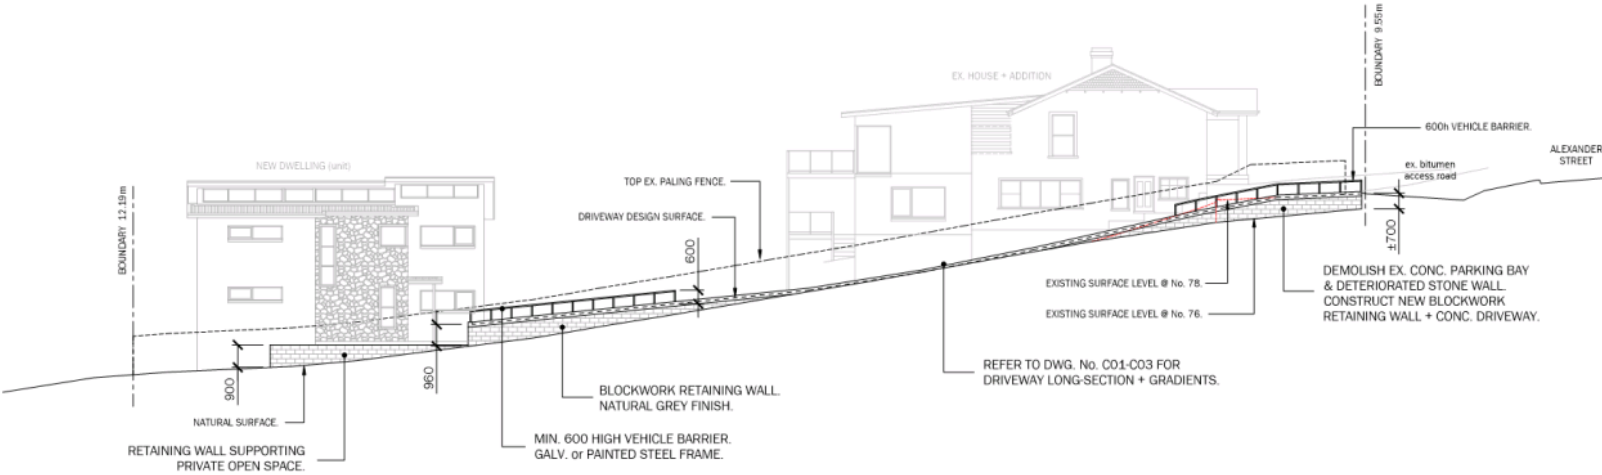 BOUNDARY 9.55m
EX. HOUSE + ADDITION
600h VEHICLE BARRIER.
ALEXANDER
STREET
ex. bitumen
access road
NEW DWELLING (unit)
TOP EX. PALING FENCE.
BOUNDARY 12.19m
DRIVEWAY DESIGN SURFACE.
600
±700
EXISTING SURFACE LEVEL @ No. 78.
EXISTING SURFACE LEVEL @ No. 76.
DEMOLISH EX. CONC. PARKING BAY
& DETERIORATED STONE WALL.
CONSTRUCT NEW BLOCKWORK
RETAINING WALL + CONC. DRIVEWAY.
REFER TO DWG. No. C01-C03 FOR
DRIVEWAY LONG-SECTION + GRADIENTS.
900
960
BLOCKWORK RETAINING WALL.
NATURAL GREY FINISH.
NATURAL SURFACE.
MIN. 600 HIGH VEHICLE BARRIER.
GALV. or PAINTED STEEL FRAME.
RETAINING WALL SUPPORTING
PRIVATE OPEN SPACE.